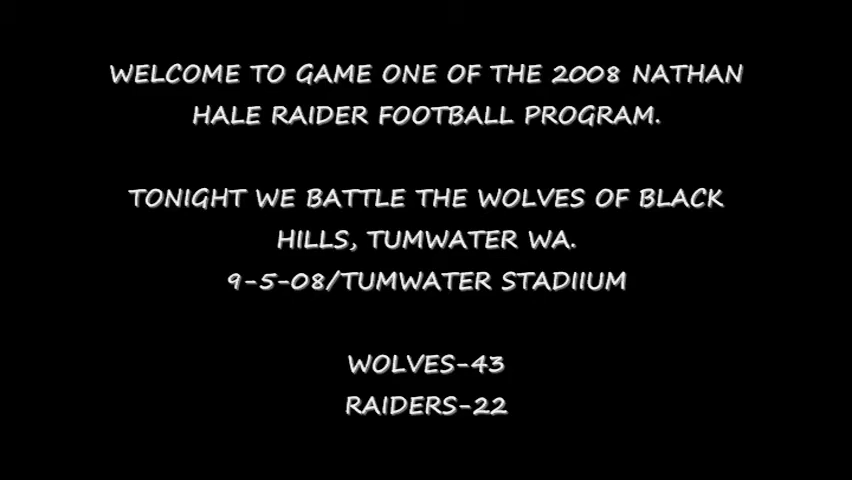 WELCOME TO GAME ONE OF THE 2008 NATHAN
HALE RAIDER FOOTBALL PROGRAM.
TONIGHT WE BATTLE THE WOLVES OF BLACK
HILLS, TUMWATER WA.
9-5-08/TUMWATER STADIIUM
WOLVES-43
RAIDERS-22